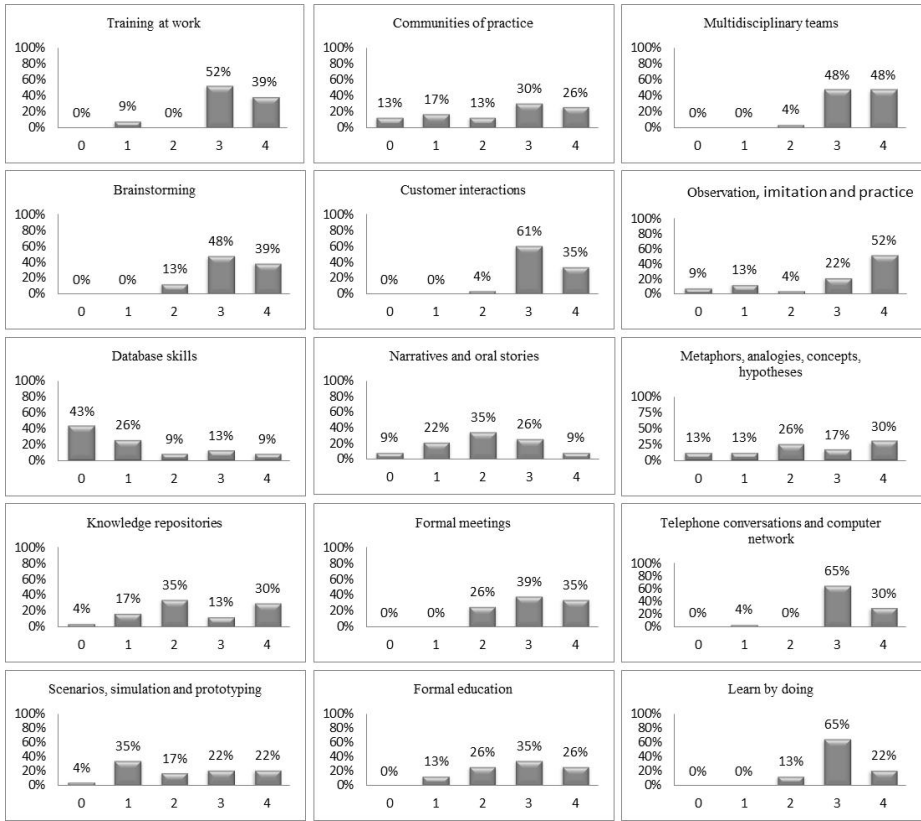 Training at work
100%
80%
60%
40%
20%
0%
0% 9% 0% 52% 39%
0 1 2 3 4
Communities of practice
100%
80%
60%
40%
20%
0%
13% 17% 13% 30% 26%
0 1 2 3 4
Multidisciplinary teams
100%
80%
60%
40%
20%
0%
0% 0% 4% 48% 48%
0 1 2 3 4
Brainstorming
100%
80%
60%
40%
20%
0%
0% 0% 13% 48% 39%
0 1 2 3 4
Customer interactions
100%
80%
60%
40%
20%
0%
0% 0% 4% 61% 35%
0 1 2 3 4
Observation, imitation and practice
100%
80%
60%
40%
20%
0%
9% 13% 4% 22% 52%
0 1 2 3 4
Database skills
100%
80%
60%
40%
20%
0%
43% 26% 9% 13% 9%
0 1 2 3 4
Narratives and oral stories
100%
80%
60%
40%
20%
0%
9% 22% 35% 26% 9%
0 1 2 3 4
Metaphors, analogies, concepts,
hypotheses
100%
75%
50%
25%
0%
13% 13% 26% 17% 30%
0 1 2 3 4
Knowledge repositories
100%
80%
60%
40%
20%
0%
4% 17% 35% 13% 30%
0 1 2 3 4
Formal meetings
100%
80%
60%
40%
20%
0%
0% 0% 26% 39% 35%
0 1 2 3 4
Telephone conversations and computer
network
100%
80%
60%
40%
20%
0%
0% 4% 0% 65% 30%
0 1 2 3 4
Scenarios, simulation and prototyping
100%
80%
60%
40%
20%
0%
4% 35% 17% 22% 22%
0 1 2 3 4
Formal education
100%
80%
60%
40%
20%
0%
0% 13% 26% 35% 26%
0 1 2 3 4
Learn by doing
100%
80%
60%
40%
20%
0%
0% 0% 13% 65% 22%
0 1 2 3 4